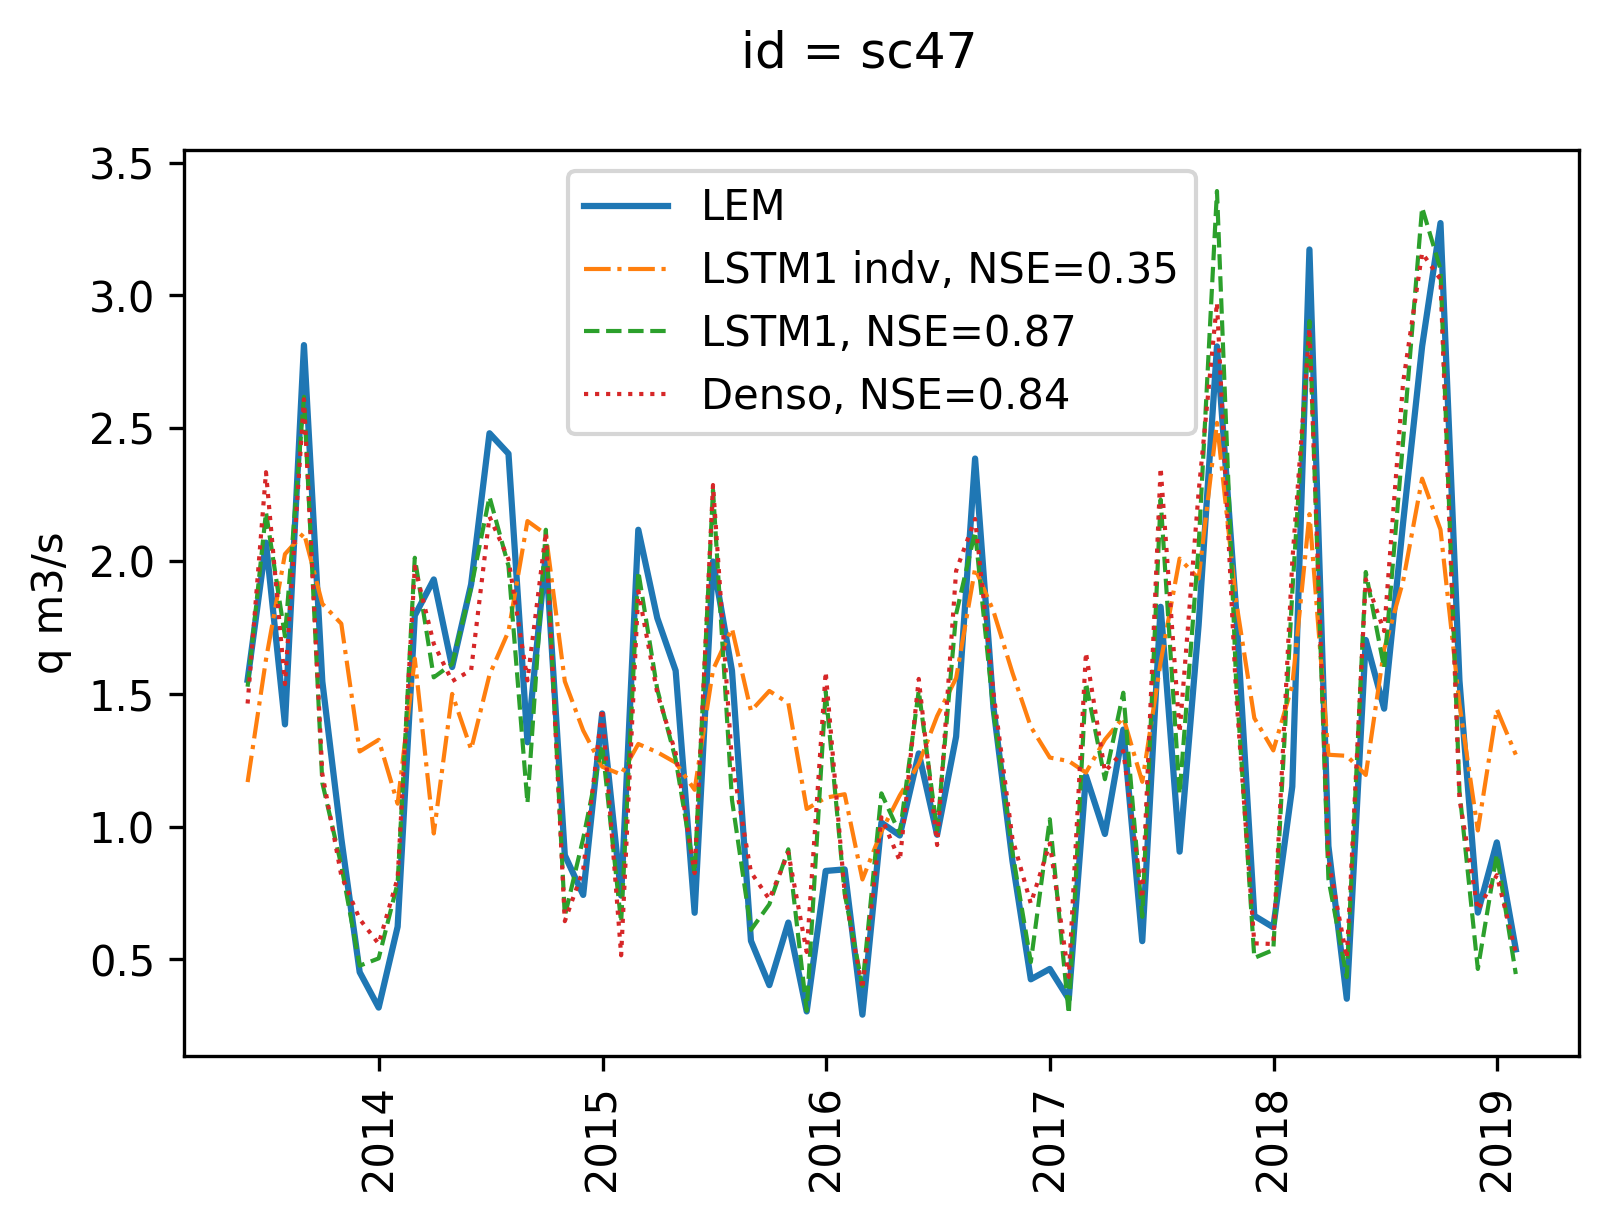 id = sc47
3.5
3.0
2.5
2.0
1.5
1.0
0.5
q m3/s
LEM
LSTM1 indv, NSE=0.35
LSTM1, NSE=0.87
Denso, NSE=0.84
2014
2015
2016
2017
2018
2019